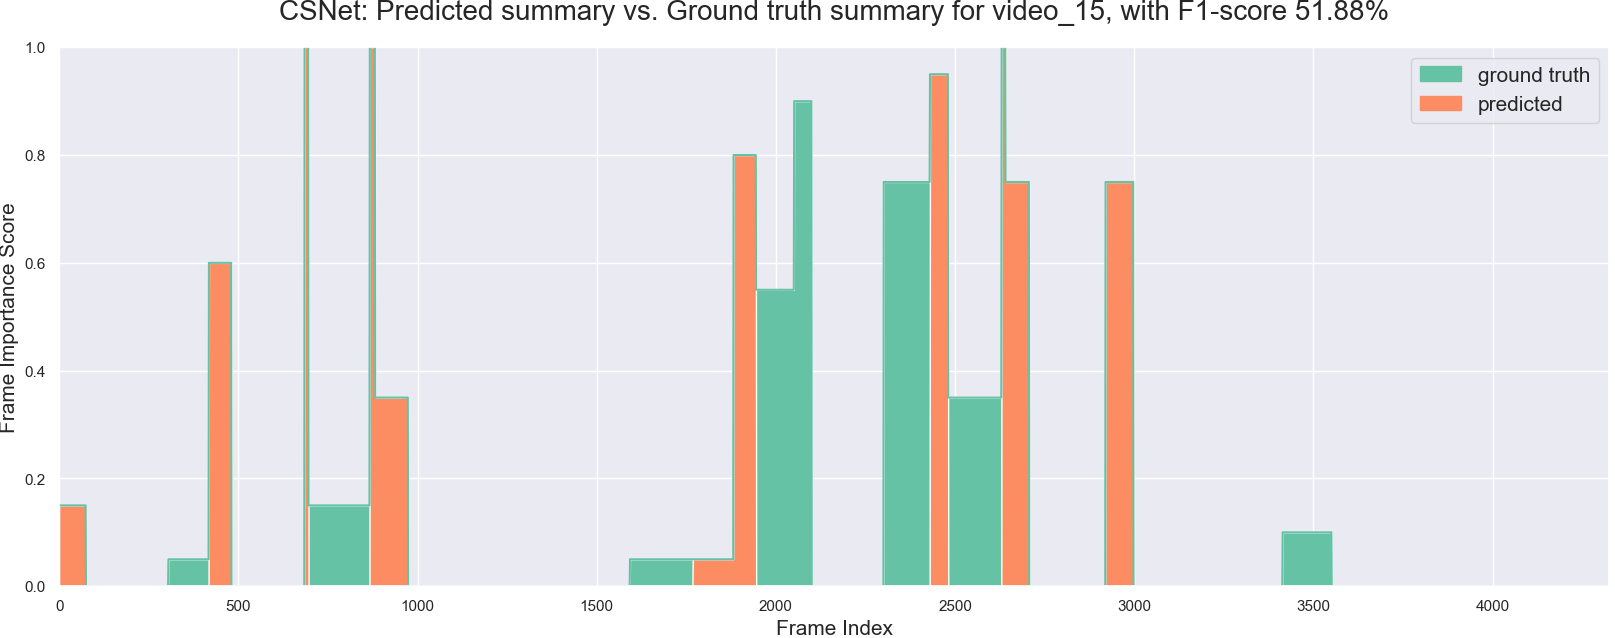 CSNet: Predicted summary vs. Ground truth summary for video_15, with F1-score 51.88%
1.0
0.8
0.6
0.4
0.2
0.0
Frame Importance Score
ground truth
predicted
0 500 1000 1500 2000 2500 3000 3500 4000
Frame Index